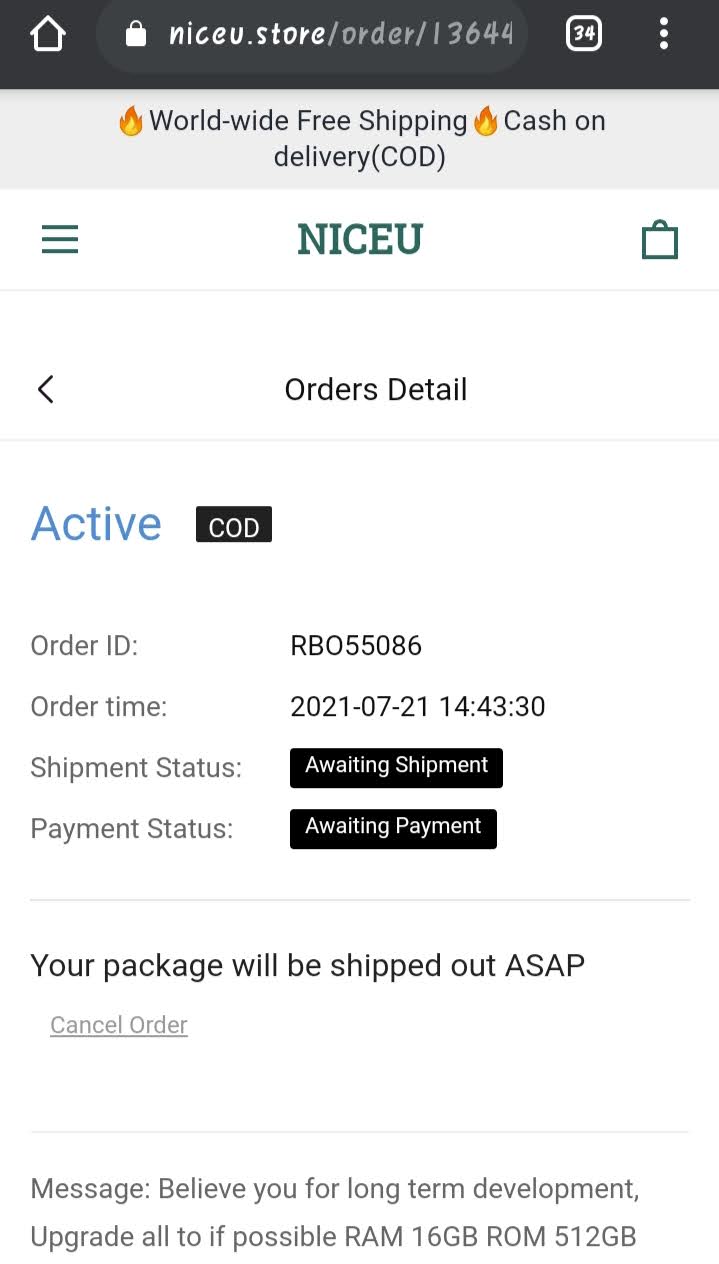 niceu.store/order/13644
34
🔥World-wide Free Shipping🔥Cash on
delivery(COD)
NICEU
Orders Detail
Active COD
Order ID: RBO55086
Order time: 2021-07-21 14:43:30
Shipment Status: Awaiting Shipment
Payment Status: Awaiting Payment
Your package will be shipped out ASAP
Cancel Order
Message: Believe you for long term development,
Upgrade all to if possible RAM 16GB ROM 512GB